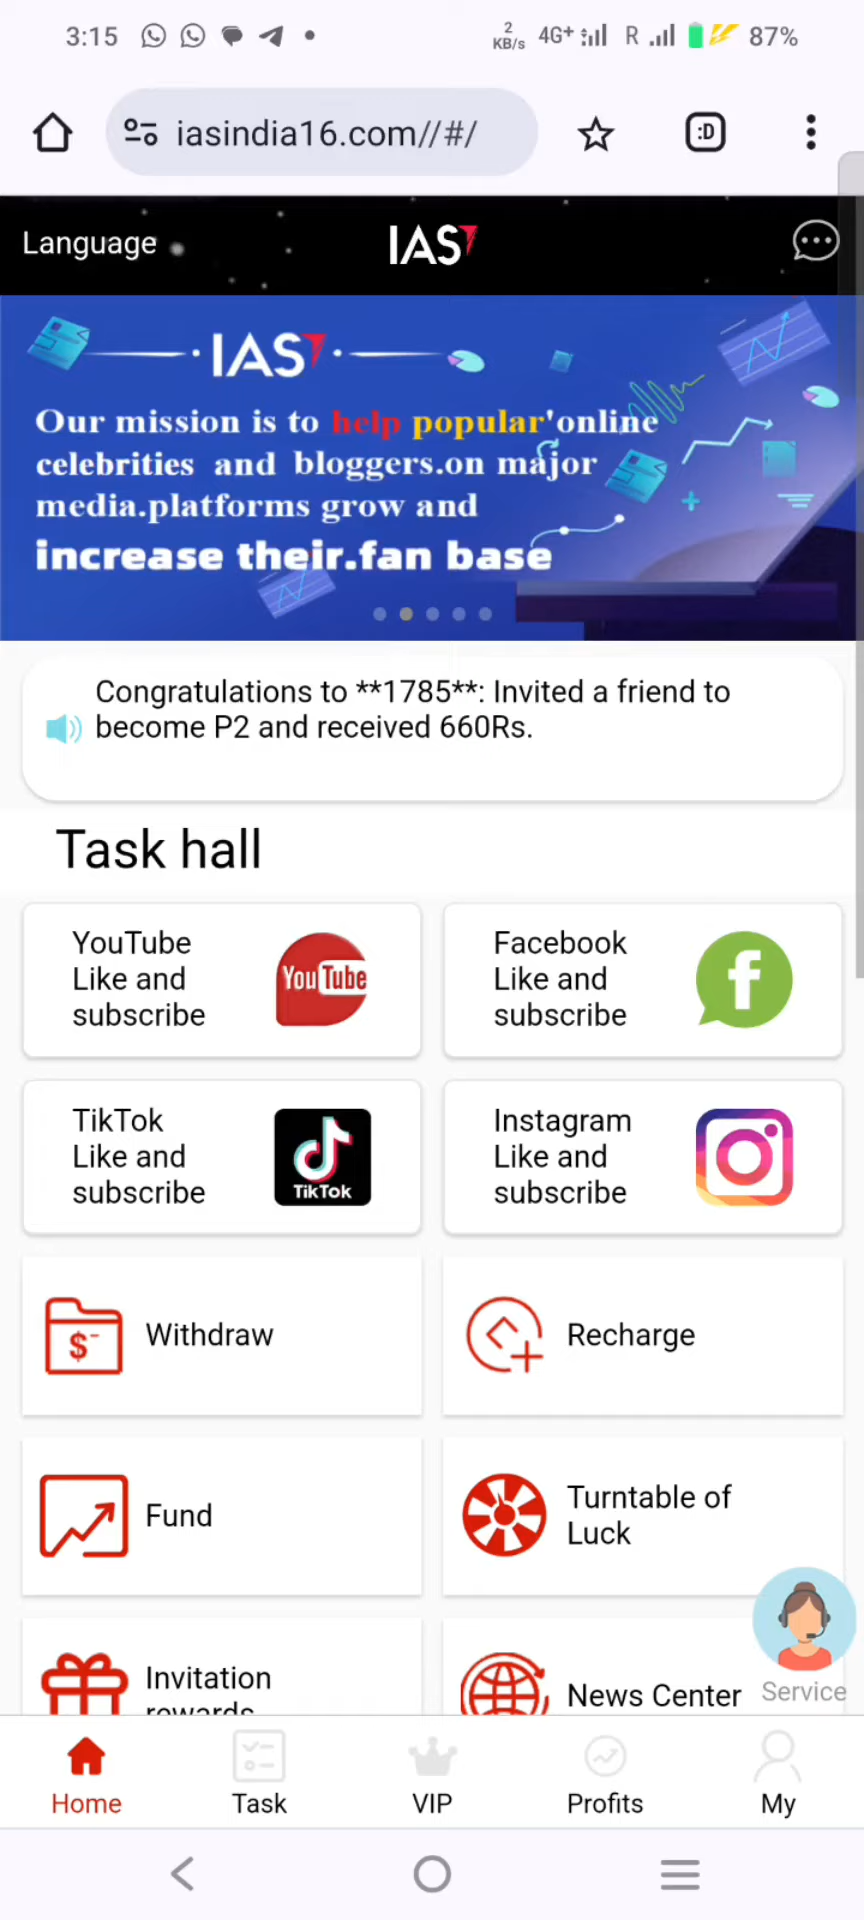 3:15
2
KB/s
4G+
R
87%
iasindia16.com//#/
:D
Language
IAS
IAS
Our mission is to help popular'online
celebrities and bloggers.on major
media.platforms grow and
increase their.fan base
Congratulations to **1785**: Invited a friend to
become P2 and received 660Rs.
Task hall
YouTube
Like and
subscribe
YouTube
Facebook
Like and
subscribe
f
TikTok
Like and
subscribe
TikTok
Instagram
Like and
subscribe
$
Withdraw
Recharge
Fund
Turntable of
Luck
Invitation
rewards
News Center
Service
Home
Task
VIP
Profits
My